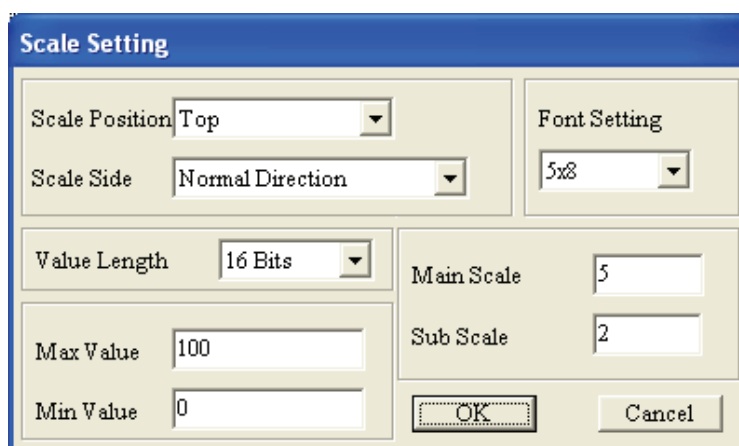 Scale Setting
Scale Position Top
Font Setting
Scale Side Normal Direction
5x8
Value Length 16 Bits
Main Scale 5
Sub Scale 2
Max Value 100
Min Value 0
OK Cancel